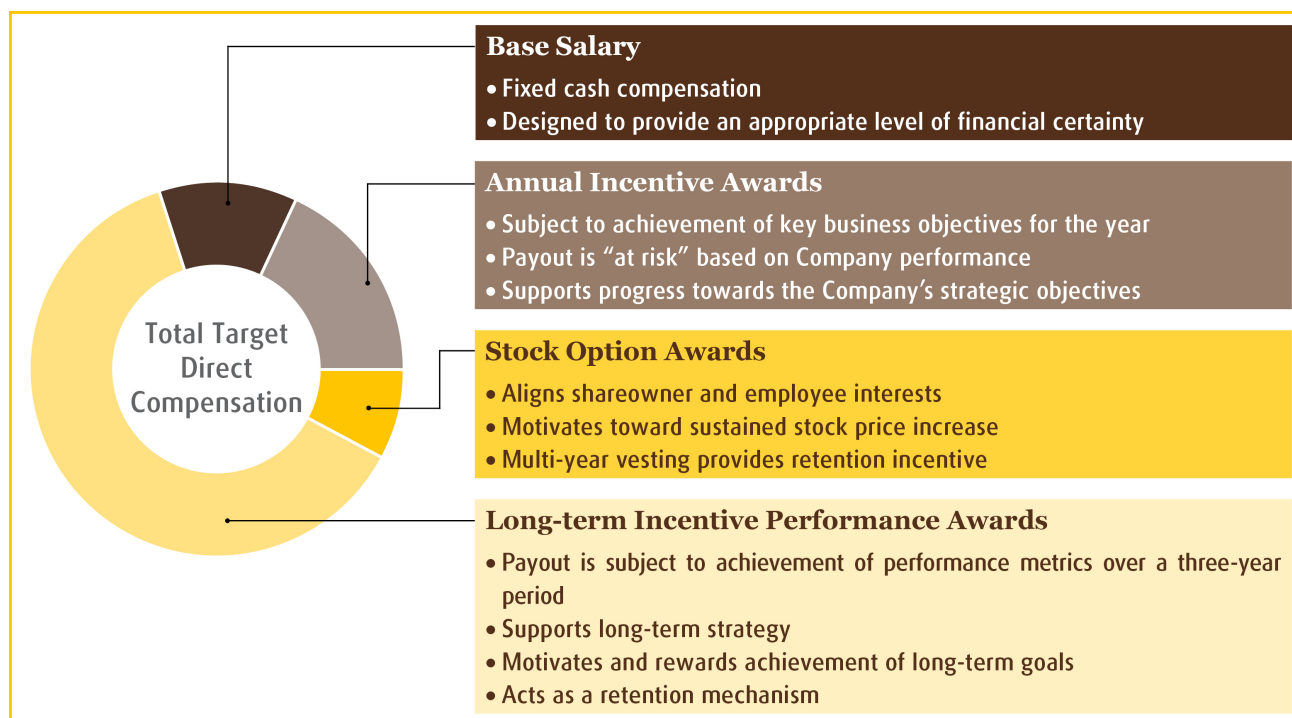 Base Salary
• Fixed cash compensation
• Designed to provide an appropriate level of financial certainty
Annual Incentive Awards
• Subject to achievement of key business objectives for the year
• Payout is “at risk” based on Company performance
• Supports progress towards the Company’s strategic objectives
Total Target
Direct
Compensation
Stock Option Awards
• Aligns shareowner and employee interests
• Motivates toward sustained stock price increase
• Multi-year vesting provides retention incentive
Long-term Incentive Performance Awards
• Payout is subject to achievement of performance metrics over a three-year
period
• Supports long-term strategy
• Motivates and rewards achievement of long-term goals
• Acts as a retention mechanism